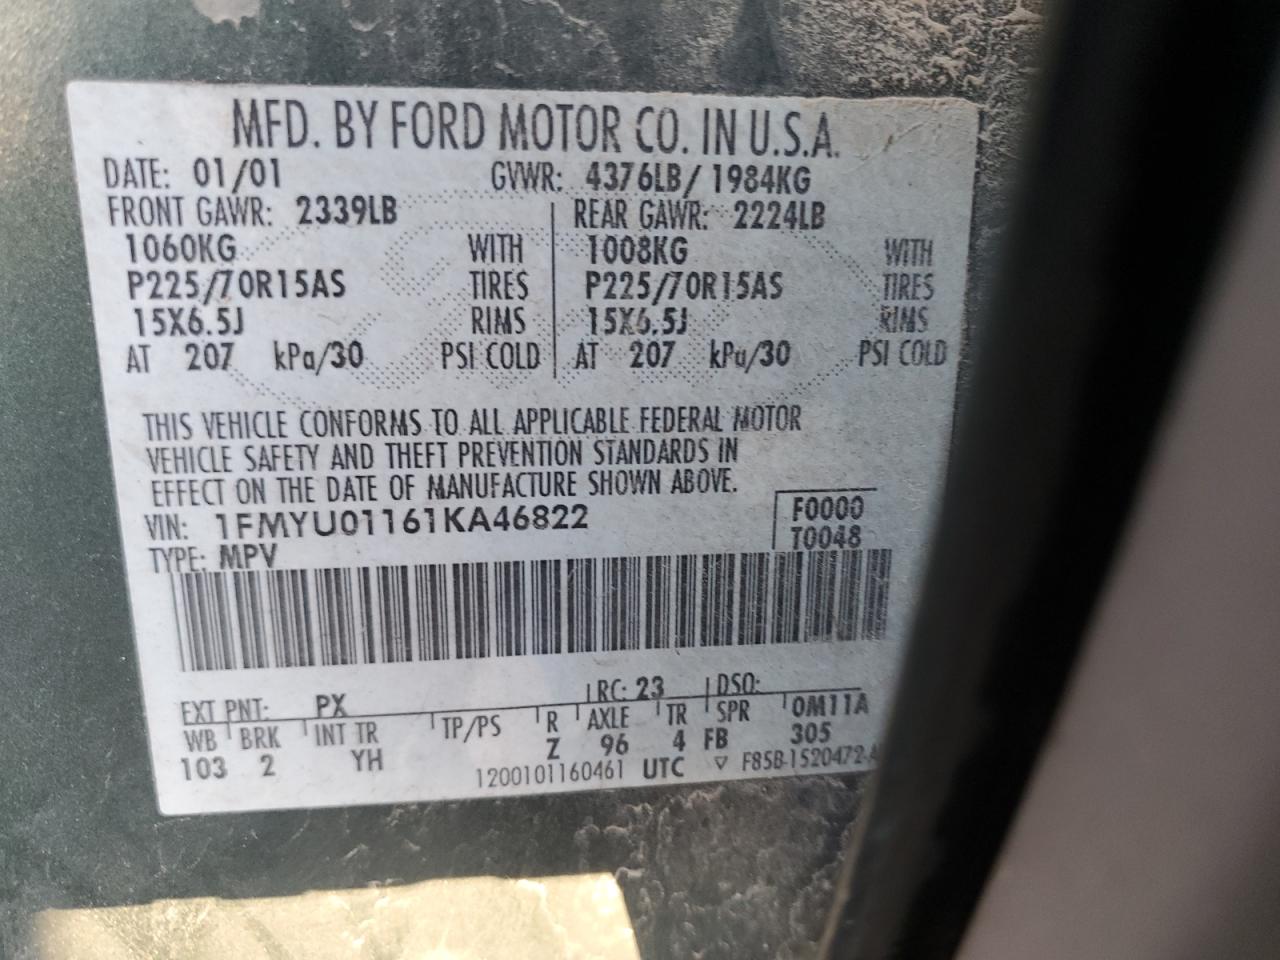 MFD. BY FORD MOTOR CO. IN U.S.A.
DATE: 01/01 GVWR: 4376LB/ 1984KG
FRONT GAWR: 2339LB REAR GAWR: 2224LB
1060KG WITH 1008KG WITH
P225/70R15AS TIRES P225/70R15AS TIRES
15X6.5J RIMS 15X6.5J RIMS
AT 207 kPa/30 PSI COLD AT 207 kPa/30 PSI COLD
THIS VEHICLE CONFORMS TO ALL APPLICABLE FEDERAL MOTOR
VEHICLE SAFETY AND THEFT PREVENTION STANDARDS IN
EFFECT ON THE DATE OF MANUFACTURE SHOWN ABOVE.
VIN: 1FMYU01161KA46822 F0000
TYPE: MPV T0048
EXT PNT: PX RC: 23 DSO:
WB BRK INT TR TP/PS R AXLE TR SPR 0M11A
103 2 YH Z 96 4 FB 305
1200101160461 UTC ▽ F85B-1520472-A